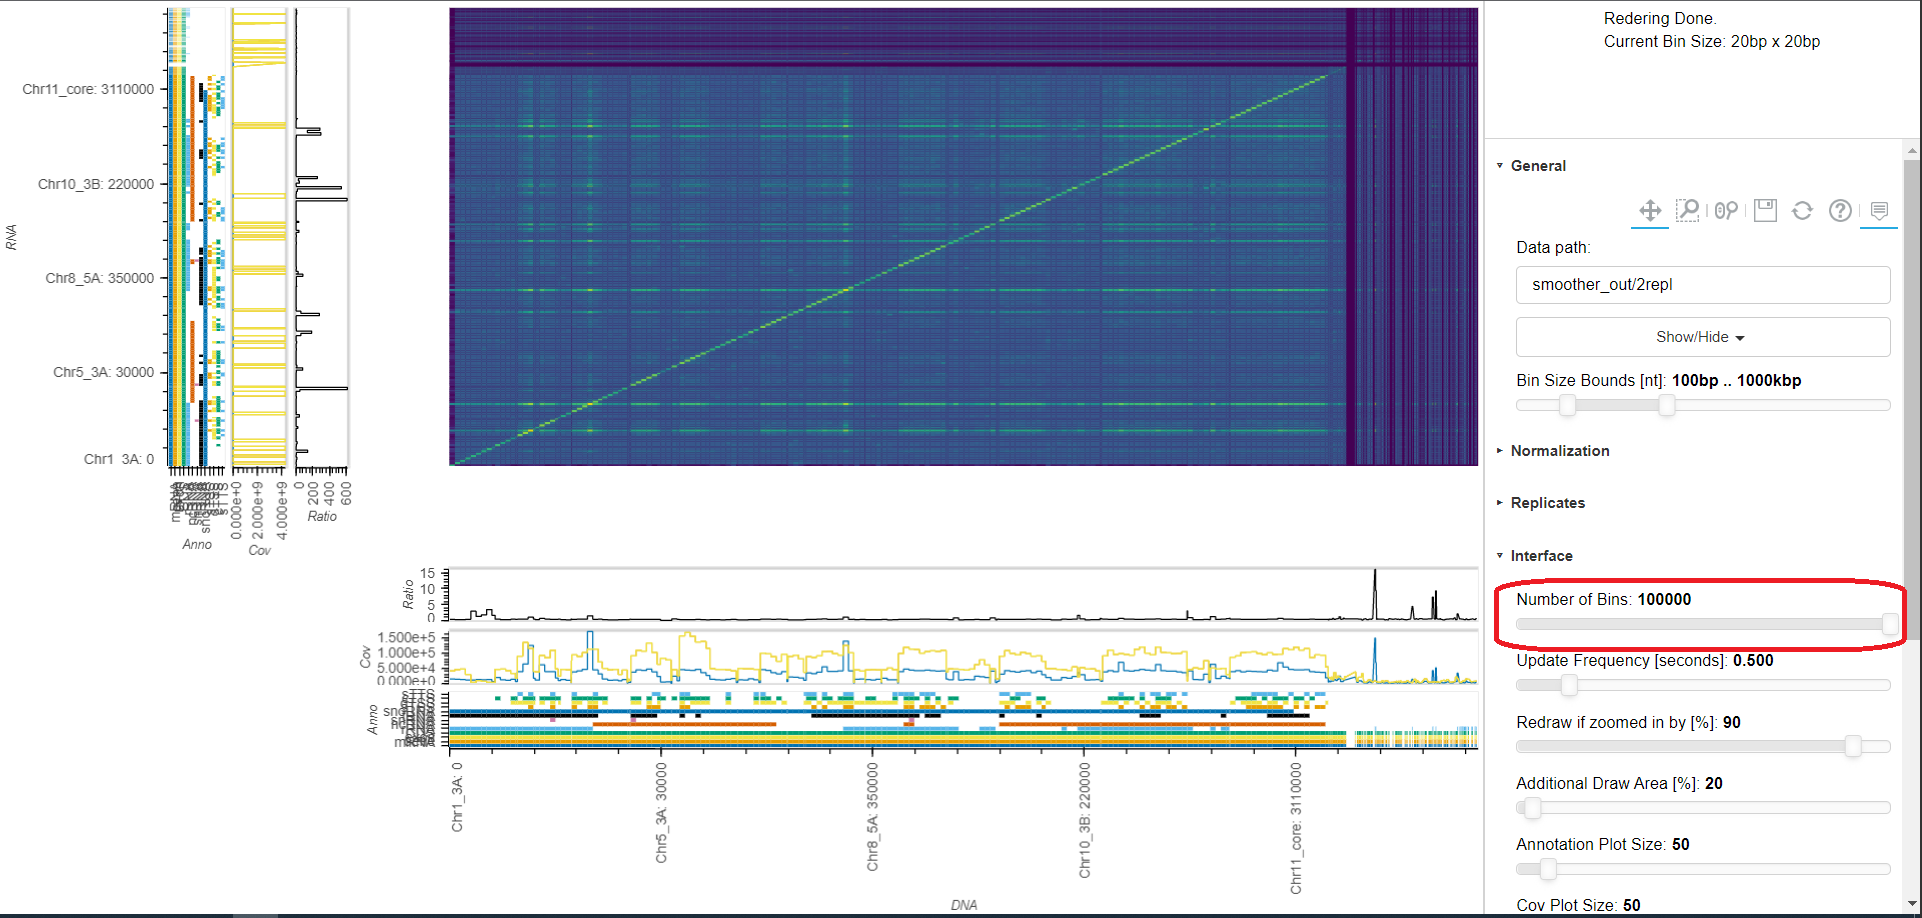 Redering Done.
Current Bin Size: 20bp x 20bp
General
Data path:
smoother_out/2repl
Show/Hide
Bin Size Bounds [nt]: 100bp .. 1000kbp
Normalization
Replicates
Interface
Number of Bins: 100000
Update Frequency [seconds]: 0.500
Redraw if zoomed in by [%]: 90
Additional Draw Area [%]: 20
Annotation Plot Size: 50
Cov Plot Size: 50
RNA
Chr11_core: 3110000
Chr10_3B: 220000
Chr8_5A: 350000
Chr5_3A: 30000
Chr1_3A: 0
Anno
0.000e+0
2.000e+9
4.000e+9
Cov
0
200
400
600
Ratio
Ratio
15
10
5
0
Cov
1.500e+5
1.000e+5
5.000e+4
0.000e+0
Anno
sTTS
mRNA
Chr1_3A: 0
Chr5_3A: 30000
Chr8_5A: 350000
Chr10_3B: 220000
Chr11_core: 3110000
DNA